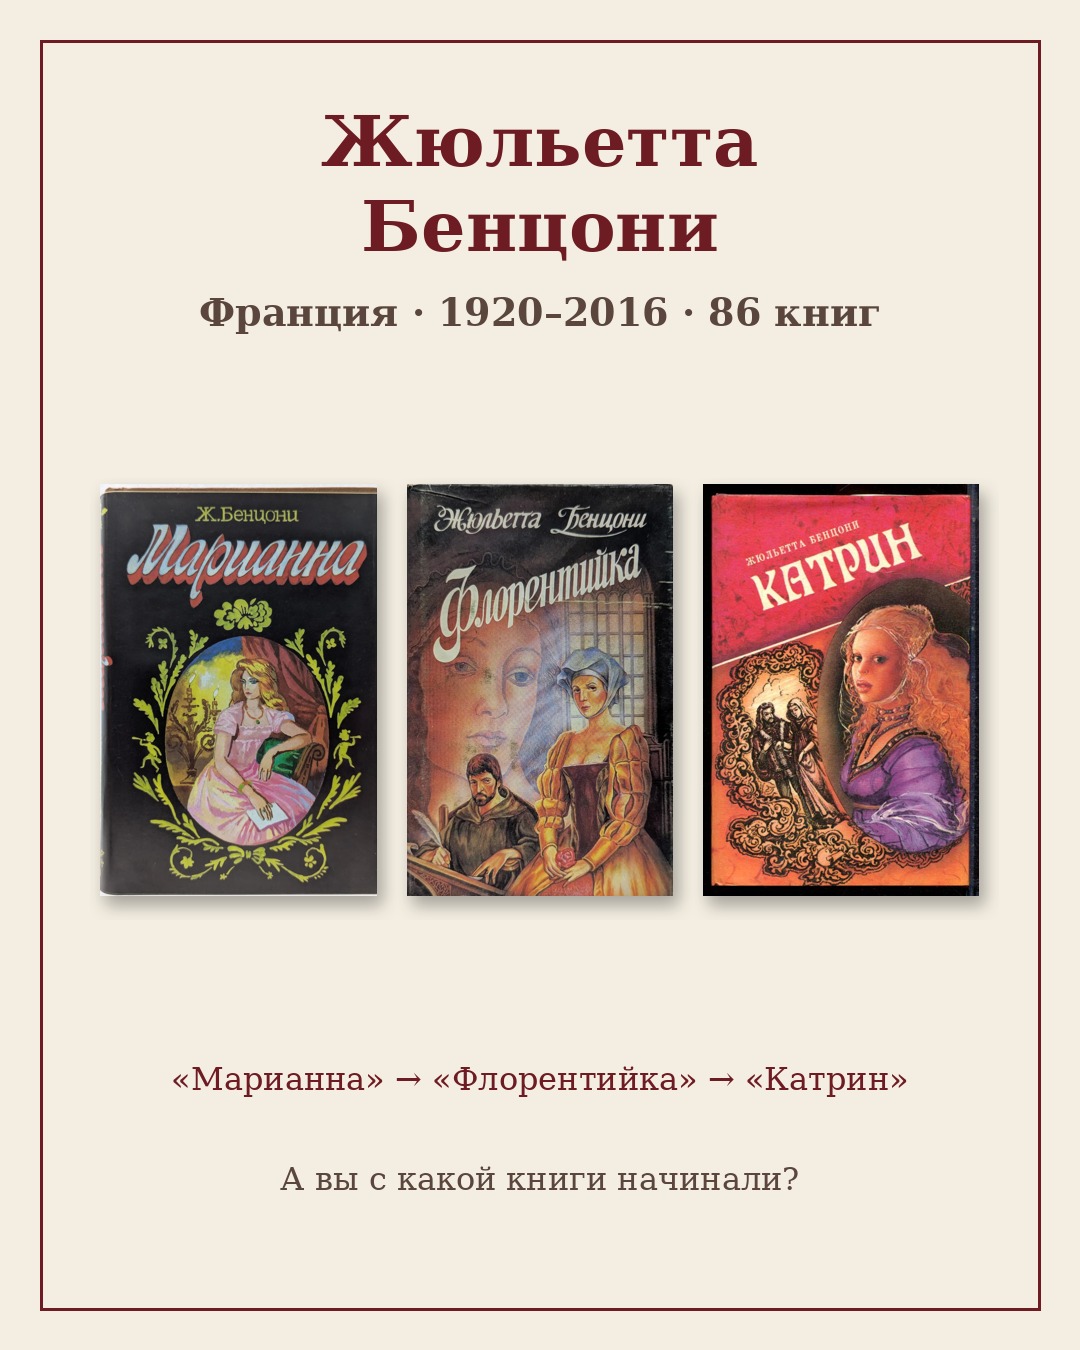 Жюльетта
Бенцони
Франция · 1920–2016 · 86 книг
Ж.Бенцони
Марианна
Жюльетта Бенцони
Флорентийка
ЖЮЛЬЕТТА БЕНЦОНИ
КАТРИН
«Марианна» → «Флорентийка» → «Катрин»
А вы с какой книги начинали?